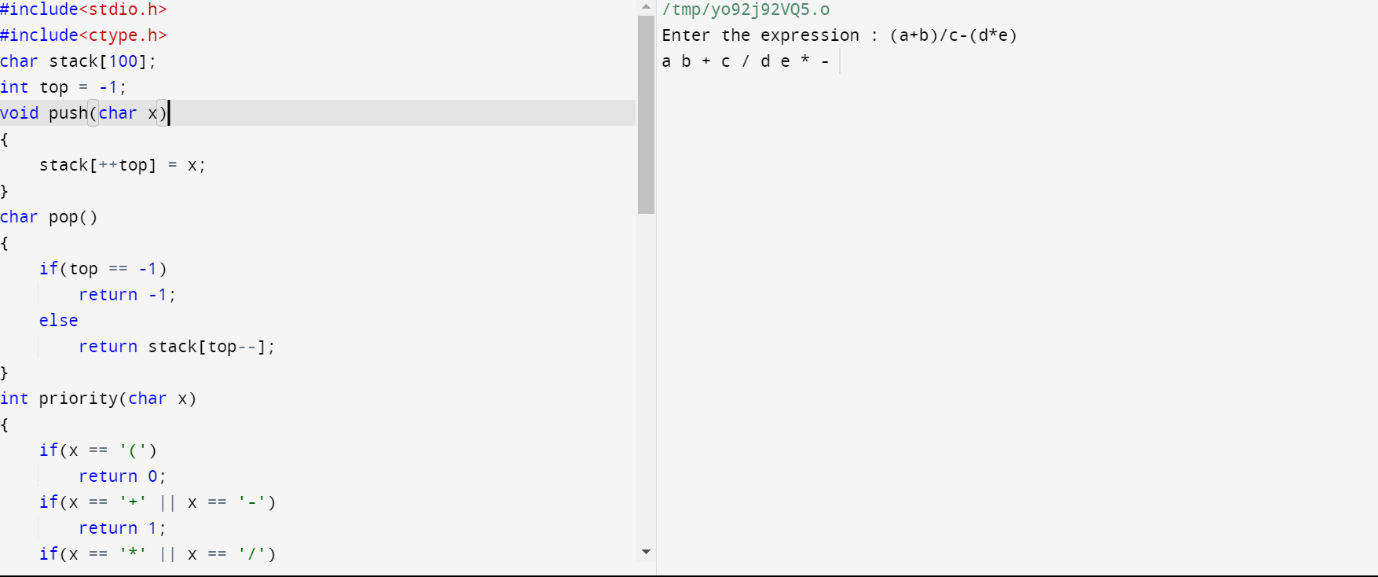 #include<stdio.h>
#include<ctype.h>
char stack[100];
int top = -1;
void push(char x)
{
    stack[++top] = x;
}
char pop()
{
    if(top == -1)
        return -1;
    else
        return stack[top--];
}
int priority(char x)
{
    if(x == '(')
        return 0;
    if(x == '+' || x == '-')
        return 1;
    if(x == '*' || x == '/')
/tmp/yo92j92VQ5.o
Enter the expression : (a+b)/c-(d*e)
a b + c / d e * -